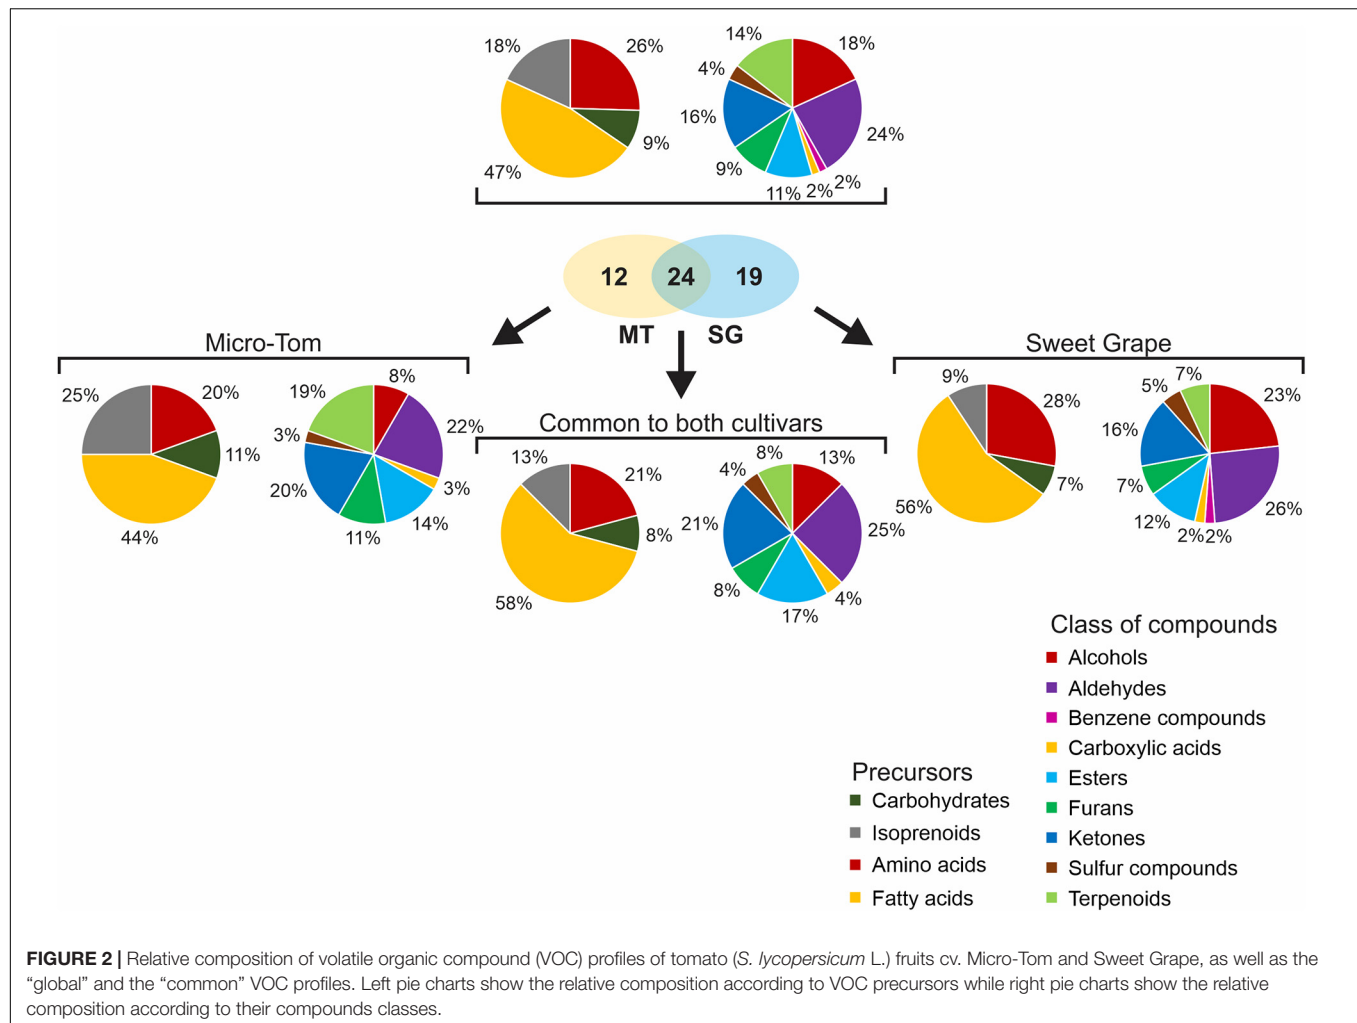 18%
26%
9%
47%
14%
18%
4%
24%
16%
9%
11%
2%
2%
12
24
19
MT
SG
Micro-Tom
25%
20%
11%
44%
19%
8%
3%
22%
20%
3%
11%
14%
Common to both cultivars
13%
21%
8%
58%
8%
13%
4%
25%
21%
8%
4%
17%
Sweet Grape
9%
28%
7%
56%
7%
23%
5%
16%
7%
26%
12%
2%
2%
Precursors
Carbohydrates
Isoprenoids
Amino acids
Fatty acids
Class of compounds
Alcohols
Aldehydes
Benzene compounds
Carboxylic acids
Esters
Furans
Ketones
Sulfur compounds
Terpenoids
FIGURE 2 | Relative composition of volatile organic compound (VOC) profiles of tomato (S. lycopersicum L.) fruits cv. Micro-Tom and Sweet Grape, as well as the
“global” and the “common” VOC profiles. Left pie charts show the relative composition according to VOC precursors while right pie charts show the relative
composition according to their compounds classes.